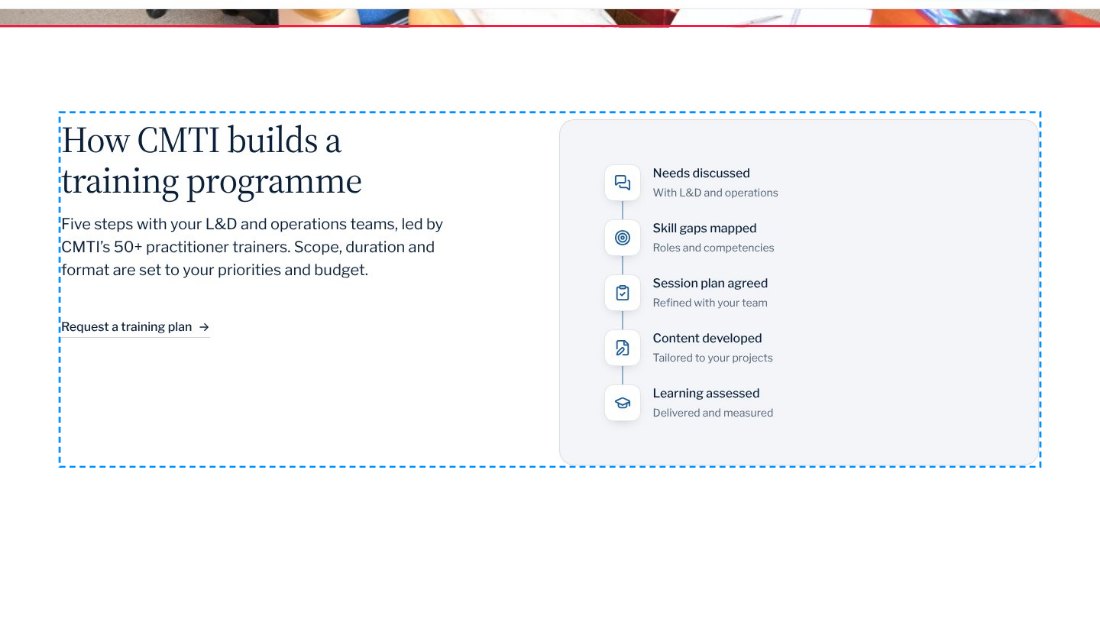 How CMTI builds a
training programme
Five steps with your L&D and operations teams, led by
CMTI's 50+ practitioner trainers. Scope, duration and
format are set to your priorities and budget.
Request a training plan →
Needs discussed
With L&D and operations
Skill gaps mapped
Roles and competencies
Session plan agreed
Refined with your team
Content developed
Tailored to your projects
Learning assessed
Delivered and measured